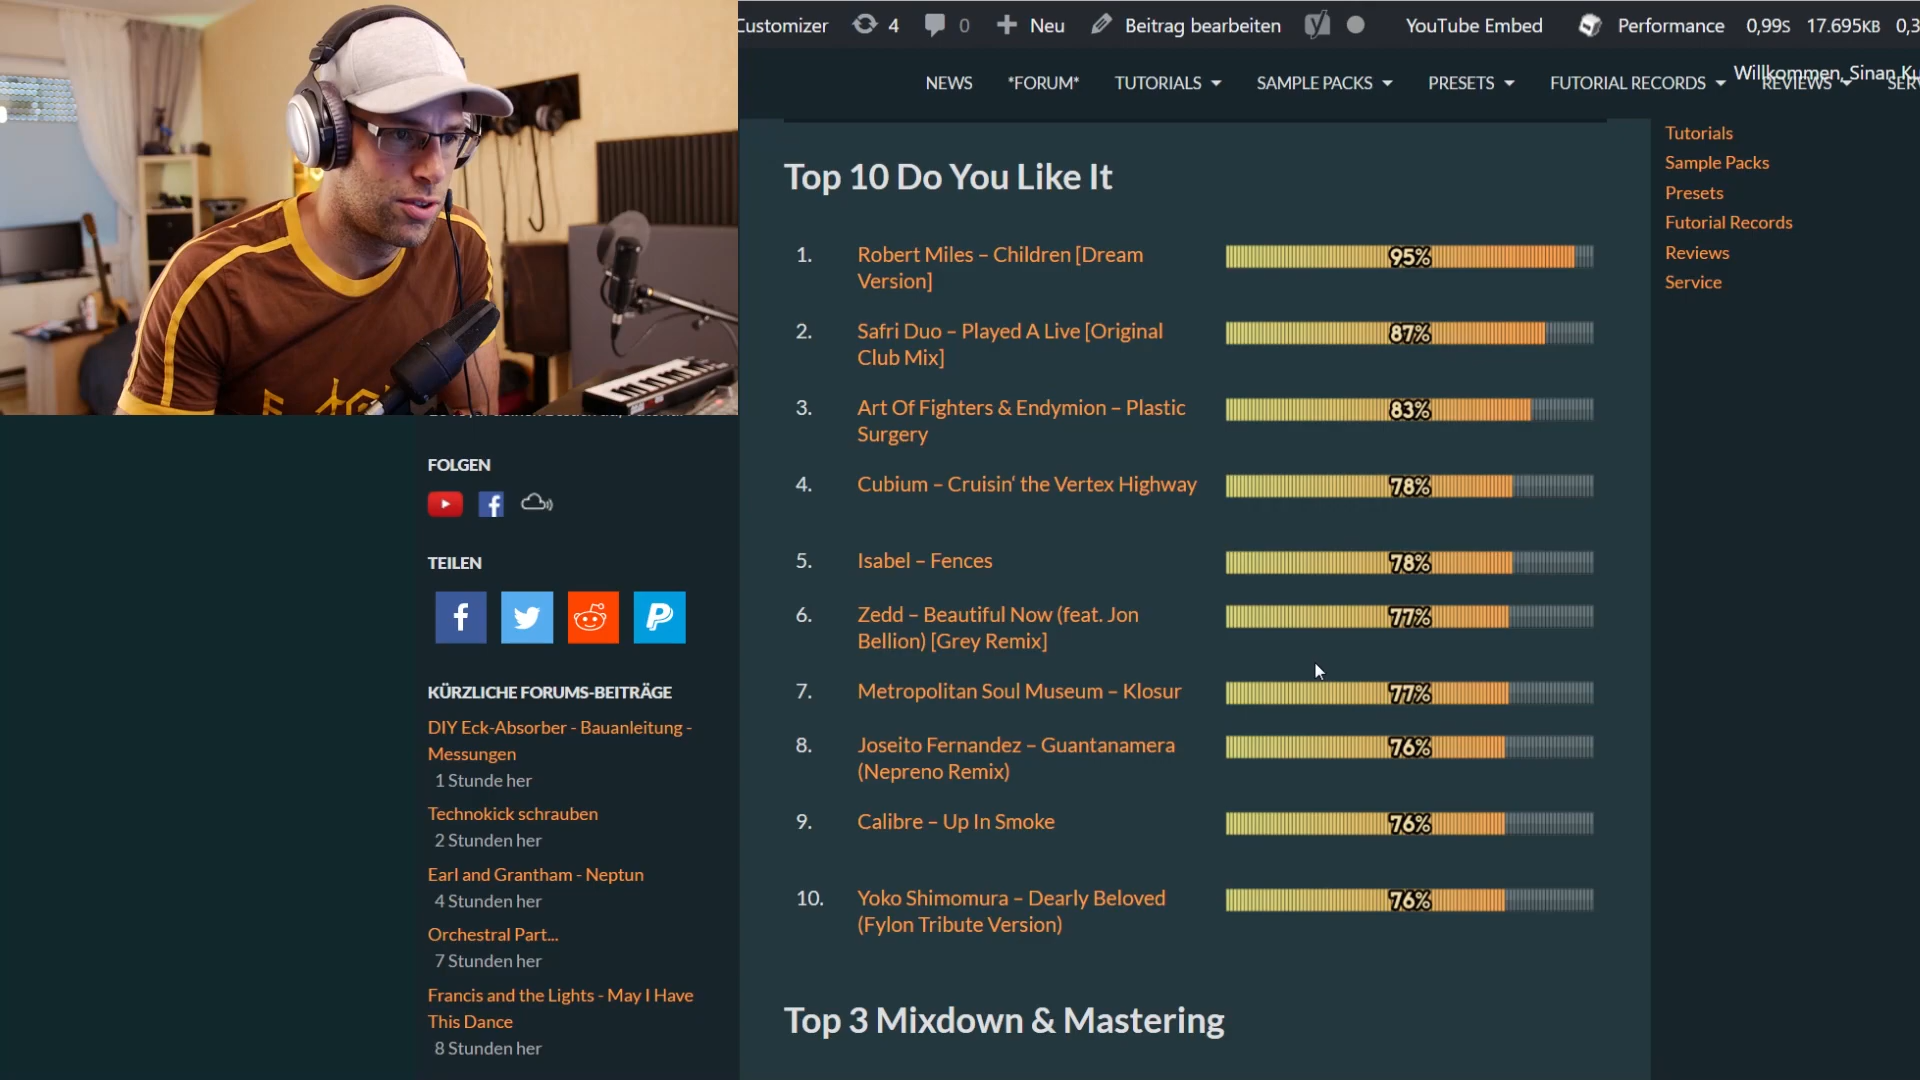 Customizer 4 0 Neu Beitrag bearbeiten YouTube Embed Performance 0,99S 17.695KB
NEWS *FORUM* TUTORIALS SAMPLE PACKS PRESETS FUTORIAL RECORDS REVIEWS
Willkommen, Sinan
Tutorials
Sample Packs
Presets
Futorial Records
Reviews
Service
Top 10 Do You Like It
1. Robert Miles – Children [Dream
Version]
95%
2. Safri Duo – Played A Live [Original
Club Mix]
87%
3. Art Of Fighters & Endymion – Plastic
Surgery
83%
4. Cubium – Cruisin‘ the Vertex Highway
78%
5. Isabel – Fences
78%
6. Zedd – Beautiful Now (feat. Jon
Bellion) [Grey Remix]
77%
7. Metropolitan Soul Museum – Klosur
77%
8. Joseito Fernandez – Guantanamera
(Nepreno Remix)
76%
9. Calibre – Up In Smoke
76%
10. Yoko Shimomura – Dearly Beloved
(Fylon Tribute Version)
76%
Top 3 Mixdown & Mastering
FOLGEN
TEILEN
KÜRZLICHE FORUMS-BEITRÄGE
DIY Eck-Absorber - Bauanleitung -
Messungen
1 Stunde her
Technokick schrauben
2 Stunden her
Earl and Grantham - Neptun
4 Stunden her
Orchestral Part...
7 Stunden her
Francis and the Lights - May I Have
This Dance
8 Stunden her